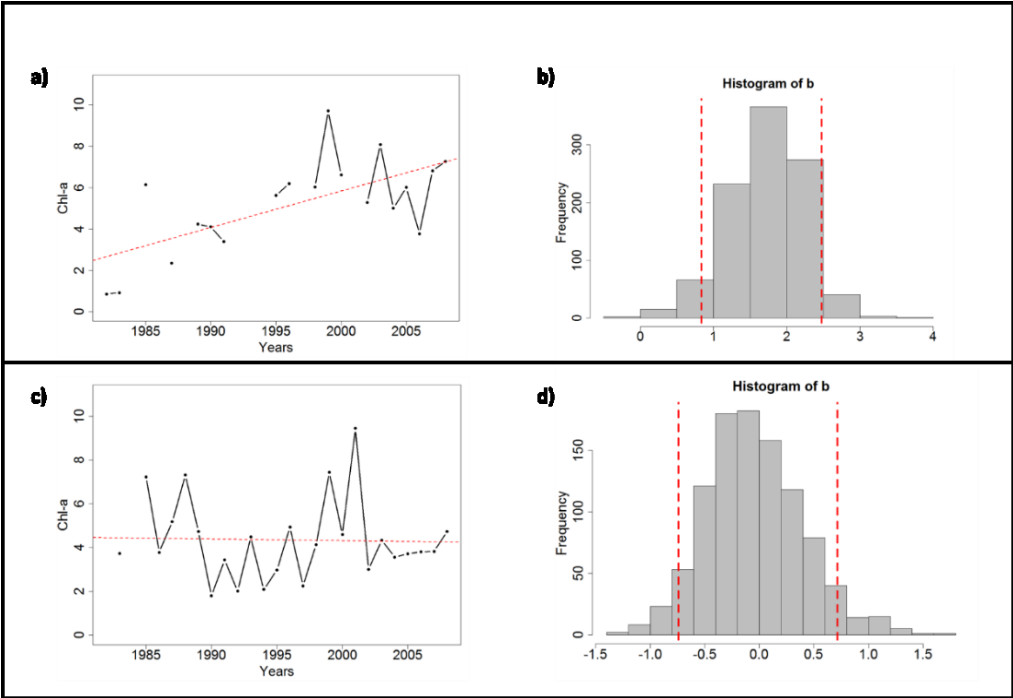 a)
Chl-a
10
8
6
4
2
0
1985 1990 1995 2000 2005
Years
b)
Histogram of b
Frequency
300
200
100
0
0 1 2 3 4
c)
Chl-a
10
8
6
4
2
0
1985 1990 1995 2000 2005
Years
d)
Histogram of b
Frequency
150
100
50
0
-1.5 -1.0 -0.5 0.0 0.5 1.0 1.5